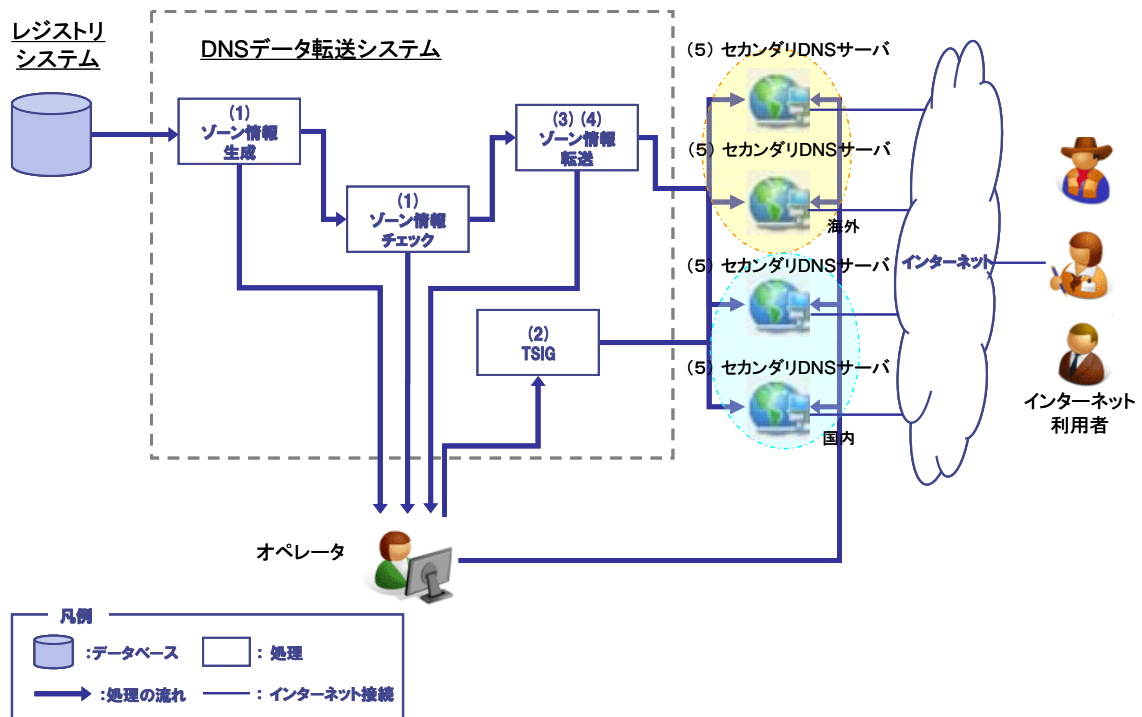 レジストリ
システム
DNSデータ転送システム
(1)
ゾーン情報
生成
(1)
ゾーン情報
チェック
(3) (4)
ゾーン情報
転送
(2)
TSIG
(5) セカンダリDNSサーバ
(5) セカンダリDNSサーバ
海外
(5) セカンダリDNSサーバ
(5) セカンダリDNSサーバ
国内
インターネット
インターネット
利用者
オペレータ
凡例
:データベース
: 処理
:処理の流れ
: インターネット接続